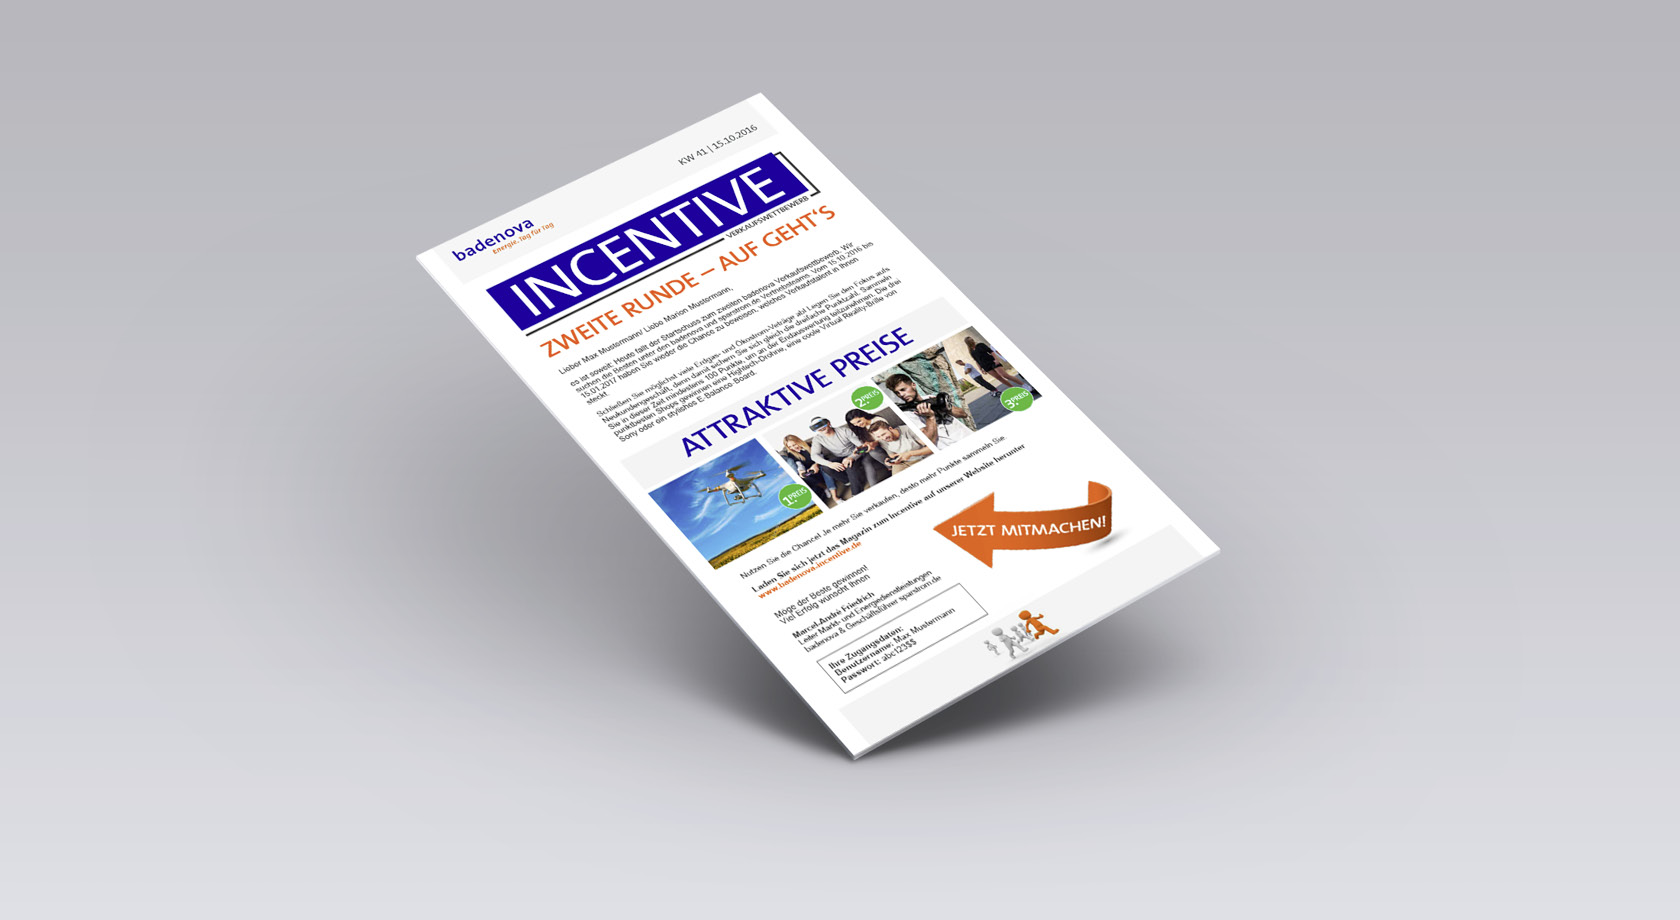 KW 41 | 15.10.2016
badenova
Energie. Tag für Tag
INCENTIVE
VERKAUFSWETTBEWERB
ZWEITE RUNDE – AUF GEHT'S
Lieber Max Mustermann/ Liebe Marion Mustermann,
es ist soweit: Heute fällt der Startschuss zum zweiten badenova Verkaufswettbewerb. Wir
suchen die Besten unter den badenova und sparstrom.de Vertriebsteams. Vom 15.10.2016 bis
15.01.2017 haben Sie wieder die Chance zu beweisen, welches Verkaufstalent in Ihnen
steckt.
Schließen Sie möglichst viele Erdgas- und Ökostrom-Verträge ab! Legen Sie den Fokus aufs
Neukundengeschäft, denn damit sichern Sie sich gleich die dreifache Punktzahl. Sammeln
Sie in dieser Zeit mindestens 100 Punkte, um an der Endauswertung teilzunehmen. Die drei
punktbesten Shops gewinnen eine Hightech-Drohne, eine coole Virtual Reality-Brille von
Sony oder ein stylisches E-Balance Board.
ATTRAKTIVE PREISE
1. PREIS
2. PREIS
3. PREIS
Nutzen Sie die Chance! Je mehr Sie verkaufen, desto mehr Punkte sammeln Sie.
Laden Sie sich jetzt das Magazin zum Incentive auf unserer Website herunter
www.badenova-incentive.de
JETZT MITMACHEN!
Möge der Beste gewinnen!
Viel Erfolg wünscht Ihnen
Marcel-André Friedrich
Leiter Markt- und Energiedienstleistungen
badenova & Geschäftsführer sparstrom.de
Ihre Zugangsdaten:
Benutzername: Max Mustermann
Passwort: abc123$$